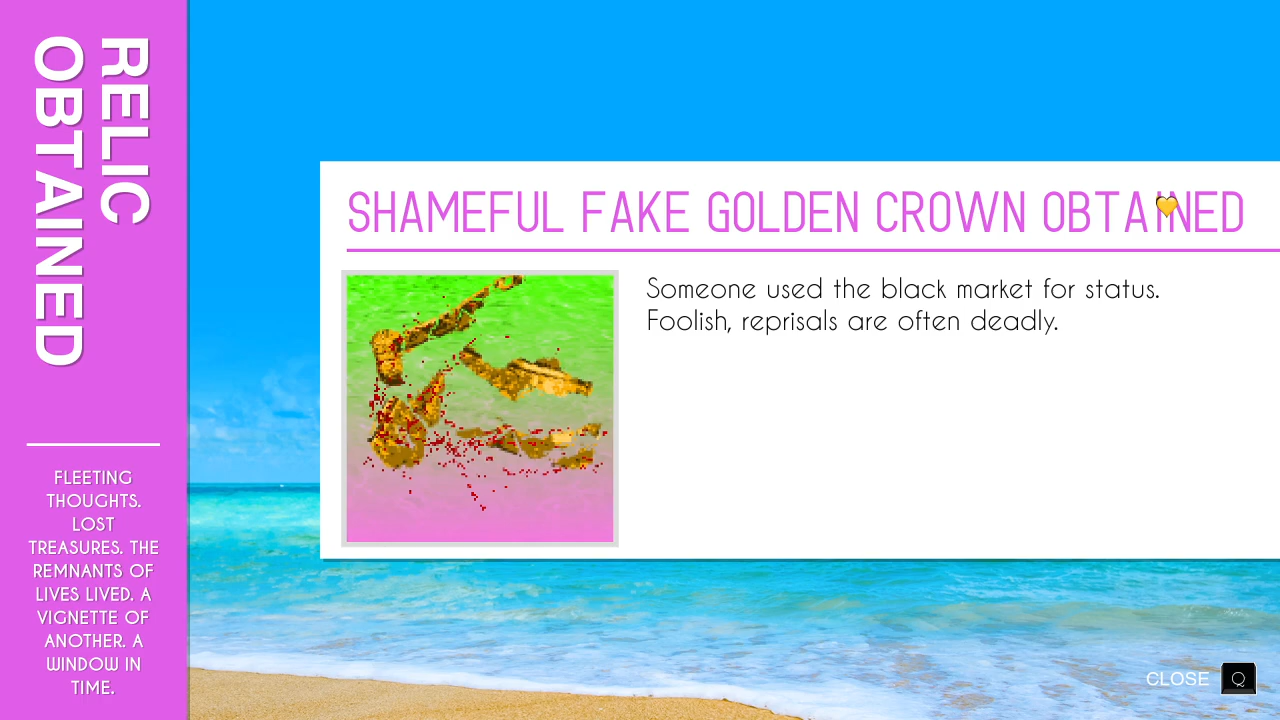 RELIC
OBTAINED
FLEETING
THOUGHTS.
LOST
TREASURES. THE
REMNANTS OF
LIVES LIVED. A
VIGNETTE OF
ANOTHER. A
WINDOW IN
TIME.
SHAMEFUL FAKE GOLDEN CROWN OBTAINED
Someone used the black market for status.
Foolish, reprisals are often deadly.
CLOSE Q